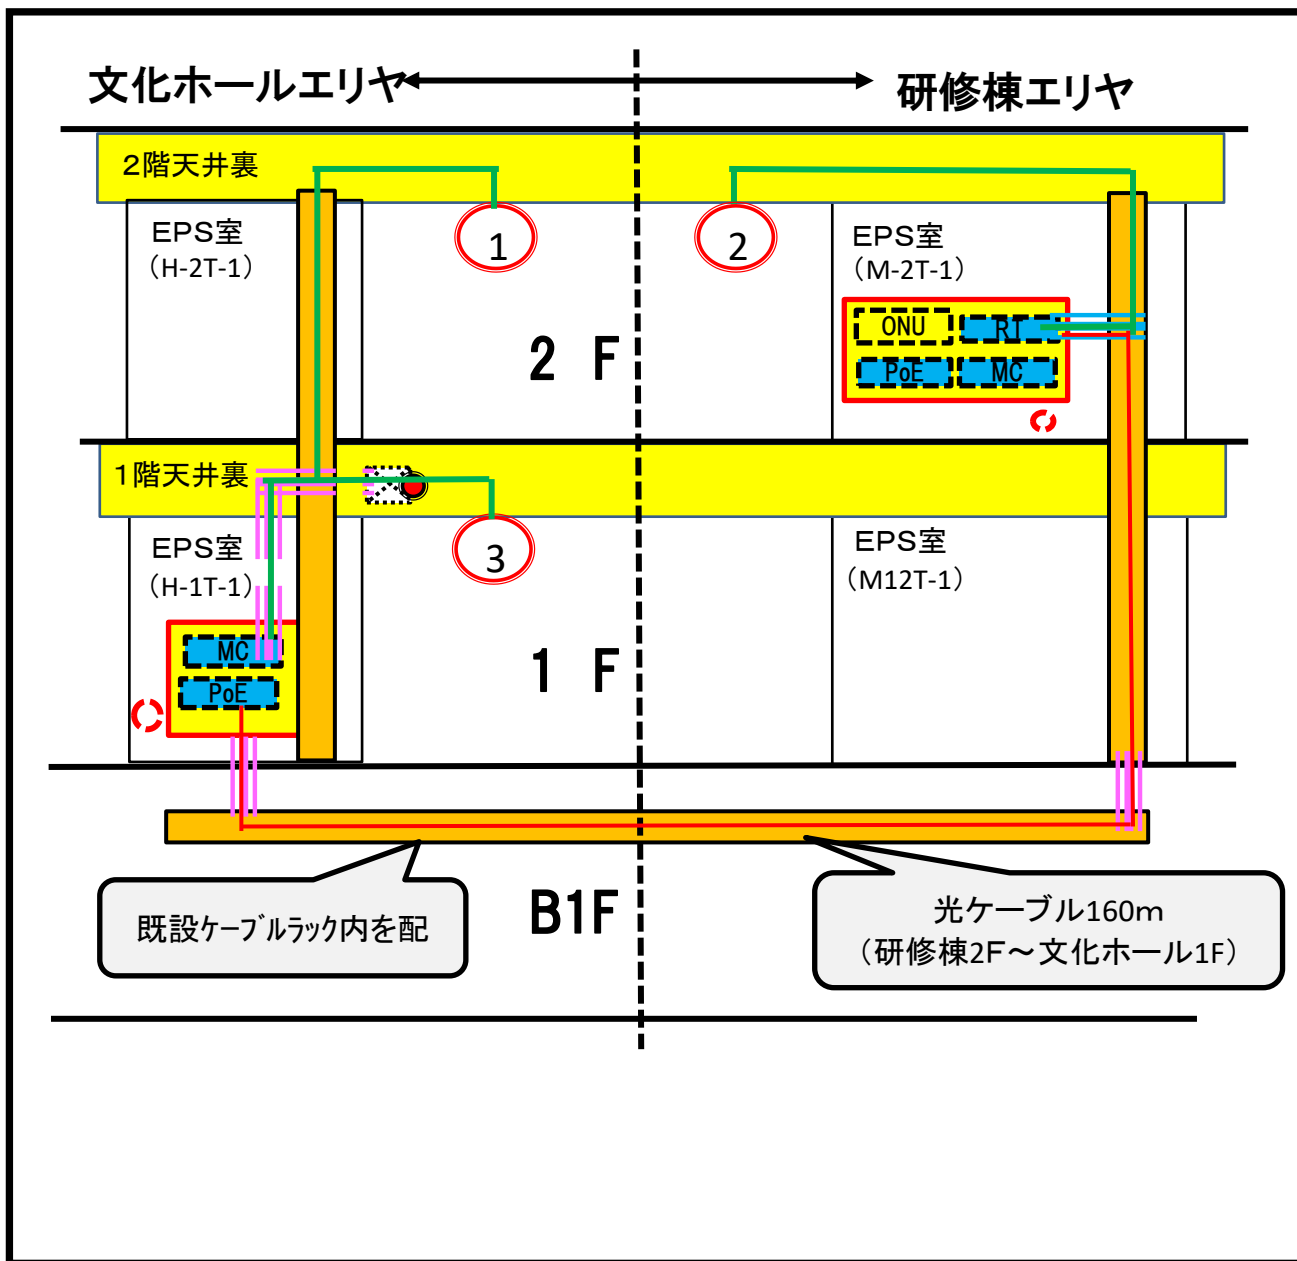 文化ホールエリヤ
研修棟エリヤ
２階天井裏
EPS室
（H-2T-1）
1
2
EPS室
（M-2T-1）
ONU
RT
PoE
MC
２ Ｆ
１階天井裏
EPS室
（H-1T-1）
3
EPS室
（M12T-1）
MC
PoE
１ Ｆ
既設ケーブルラック内を配
B1F
光ケーブル160m
（研修棟2F～文化ホール1F）